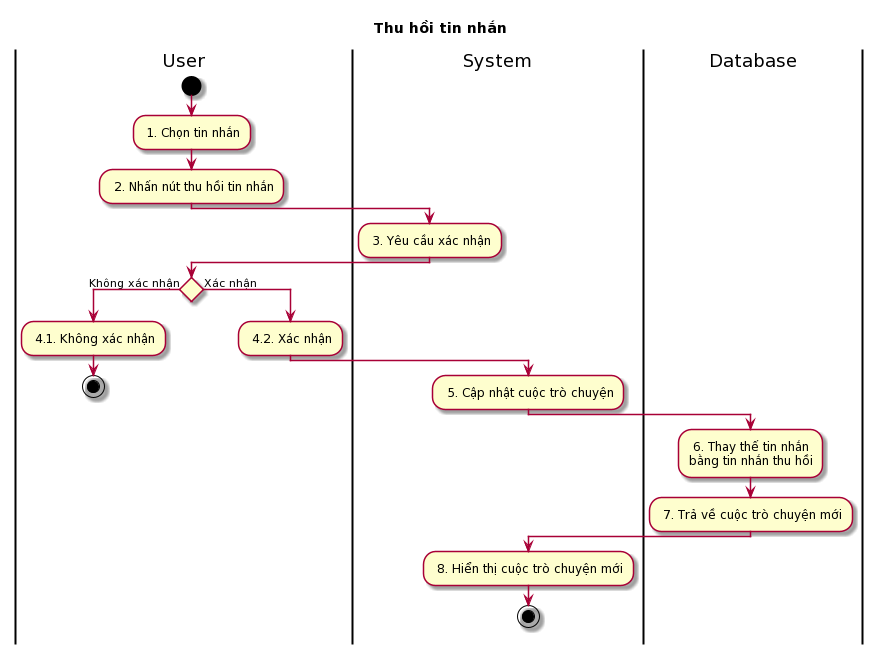 Thu hồi tin nhắn
User
System
Database
1. Chọn tin nhắn
2. Nhấn nút thu hồi tin nhắn
3. Yêu cầu xác nhận
Không xác nhận
Xác nhận
4.1. Không xác nhận
4.2. Xác nhận
5. Cập nhật cuộc trò chuyện
6. Thay thế tin nhắn
bằng tin nhắn thu hồi
7. Trả về cuộc trò chuyện mới
8. Hiển thị cuộc trò chuyện mới